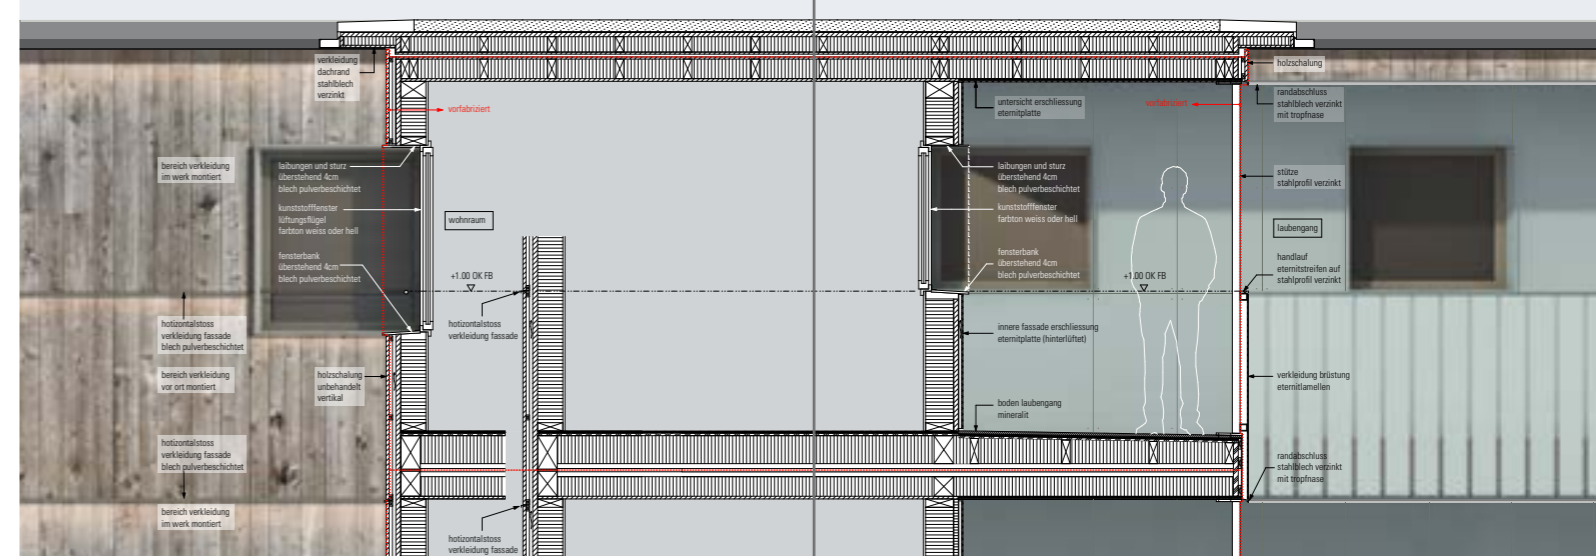 verkleidung
dachrand
stahlblech
verzinkt
vorfabriziert
bereich verkleidung
im werk montiert
laibungen und sturz
überstehend 4cm
blech pulverbeschichtet
kunststofffenster
lüftungsflügel
farbton weiss oder hell
fensterbank
überstehend 4cm
blech pulverbeschichtet
wohnraum
+1.00 OK FB
hotizontalstoss
verkleidung fassade
blech pulverbeschichtet
hotizontalstoss
verkleidung fassade
bereich verkleidung
vor ort montiert
holzschalung
unbehandelt
vertikal
hotizontalstoss
verkleidung fassade
blech pulverbeschichtet
bereich verkleidung
im werk montiert
hotizontalstoss
verkleidung fassade
untersicht erschliessung
eternitplatte
vorfabriziert
laibungen und sturz
überstehend 4cm
blech pulverbeschichtet
kunststofffenster
farbton weiss oder hell
fensterbank
überstehend 4cm
blech pulverbeschichtet
+1.00 OK FB
innere fassade erschliessung
eternitplatte (hinterlüftet)
boden laubengang
mineralit
holzschalung
randabschluss
stahlblech verzinkt
mit tropfnase
stütze
stahlprofil verzinkt
laubengang
handlauf
eternitstreifen auf
stahlprofil verzinkt
verkleidung brüstung
eternitlamellen
randabschluss
stahlblech verzinkt
mit tropfnase